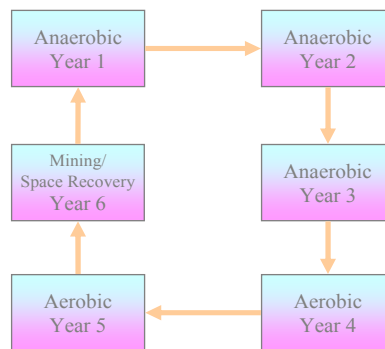 Anaerobic
Year 1
Anaerobic
Year 2
Anaerobic
Year 3
Aerobic
Year 4
Aerobic
Year 5
Mining/
Space Recovery
Year 6